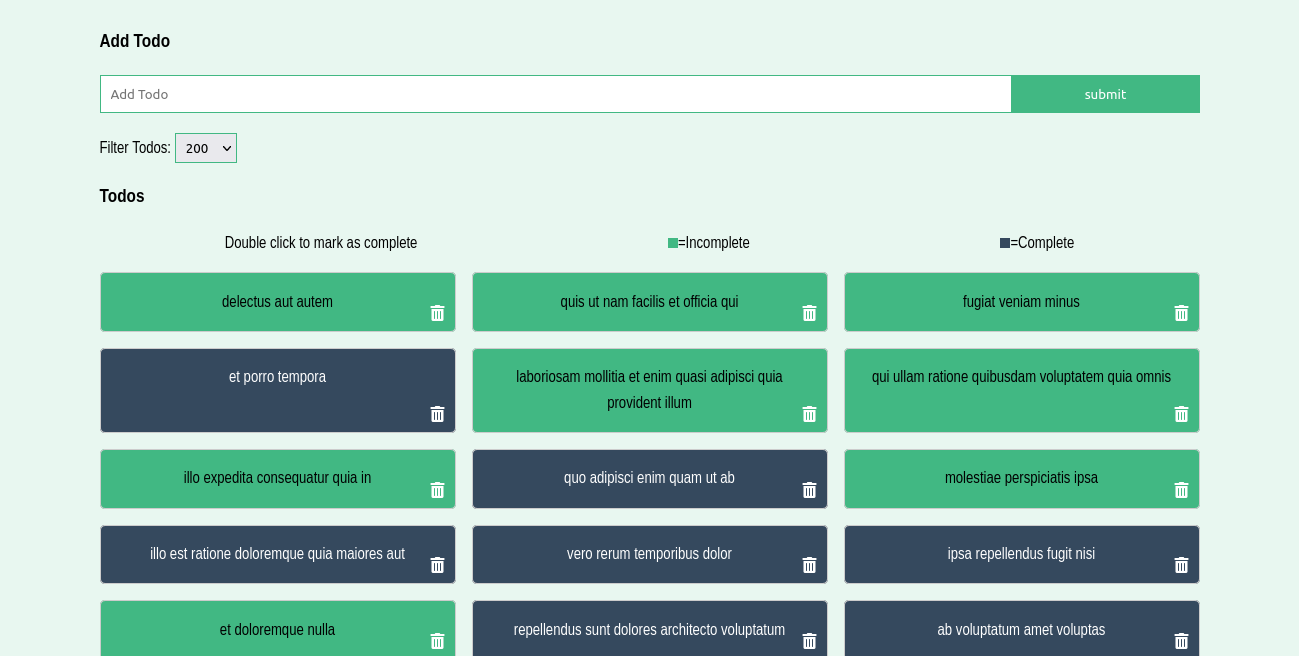 Add Todo
Add Todo
submit
Filter Todos: 200
Todos
Double click to mark as complete
=Incomplete
=Complete
delectus aut autem
quis ut nam facilis et officia qui
fugiat veniam minus
et porro tempora
laboriosam mollitia et enim quasi adipisci quia
provident illum
qui ullam ratione quibusdam voluptatem quia omnis
illo expedita consequatur quia in
quo adipisci enim quam ut ab
molestiae perspiciatis ipsa
illo est ratione doloremque quia maiores aut
vero rerum temporibus dolor
ipsa repellendus fugit nisi
et doloremque nulla
repellendus sunt dolores architecto voluptatum
ab voluptatum amet voluptas